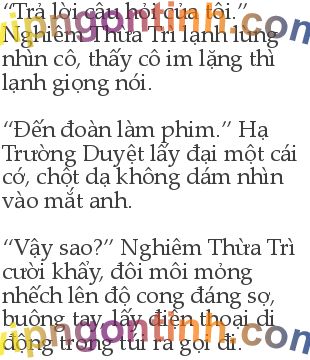 “Trả lời câu hỏi của tôi.”
Nghiêm Thừa Trì lạnh lùng
nhìn cô, thấy cô im lặng thì
lạnh giọng nói.
“Đến đoàn làm phim.” Hạ
Trường Duyệt lấy đại một cái
cớ, chột dạ không dám nhìn
vào mắt anh.
“Vậy sao?” Nghiêm Thừa Trì
cười khẩy, đôi môi mỏng
nhếch lên độ cong đáng sợ,
buông tay, lấy điện thoại di
động trong túi ra gọi đi.
vipngontinh.com